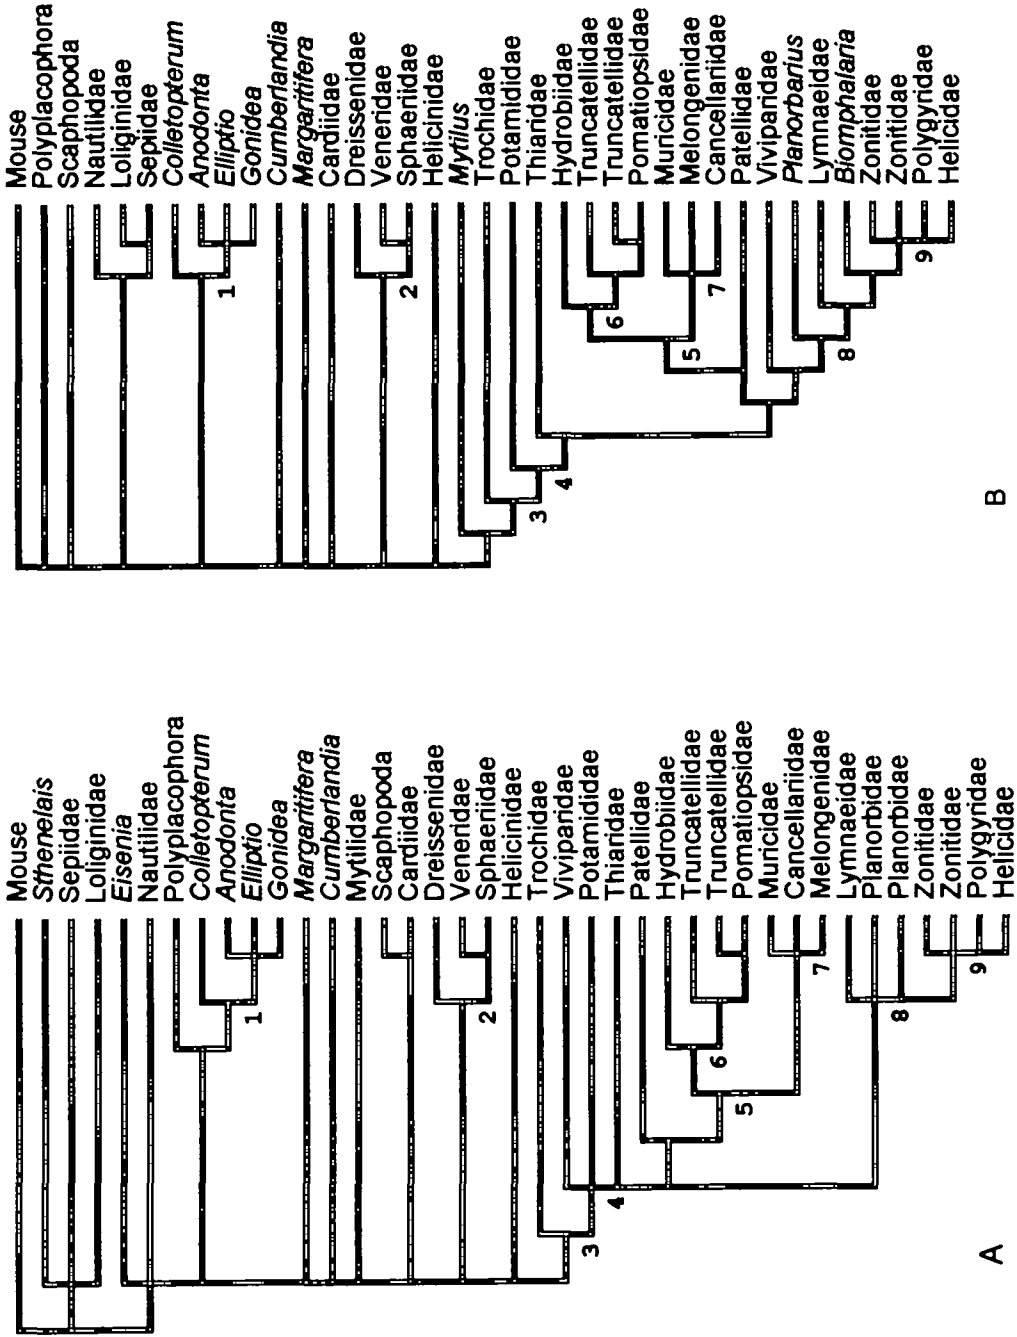 Mouse
Sthenelais
Sepiidae
Loliginidae
Eisenia
Nautilidae
Polyplacophora
Colletopterum
Anodonta
Elliptio
Gonidea
Margaritifera
Cumberlandia
Mytilidae
Scaphopoda
Cardiidae
Dreissenidae
Veneridae
Sphaeniidae
Helicinidae
Trochidae
Viviparidae
Potamididae
Thiaridae
Patellidae
Hydrobiidae
Truncatellidae
Truncatellidae
Pomatiopsidae
Muricidae
Cancellariidae
Melongenidae
Lymnaeidae
Planorbidae
Planorbidae
Zonitidae
Zonitidae
Polygyridae
Helicidae
1
2
3
4
5
6
7
8
9
A
Mouse
Polyplacophora
Scaphopoda
Nautilidae
Loliginidae
Sepiidae
Colletopterum
Anodonta
Elliptio
Gonidea
Cumberlandia
Margaritifera
Cardiidae
Dreissenidae
Veneridae
Sphaeniidae
Helicinidae
Mytilus
Trochidae
Potamididae
Thiaridae
Hydrobiidae
Truncatellidae
Truncatellidae
Pomatiopsidae
Muricidae
Melongenidae
Cancellariidae
Patellidae
Viviparidae
Planorbarius
Lymnaeidae
Biomphalaria
Zonitidae
Zonitidae
Polygyridae
Helicidae
1
2
3
4
5
6
7
8
9
B